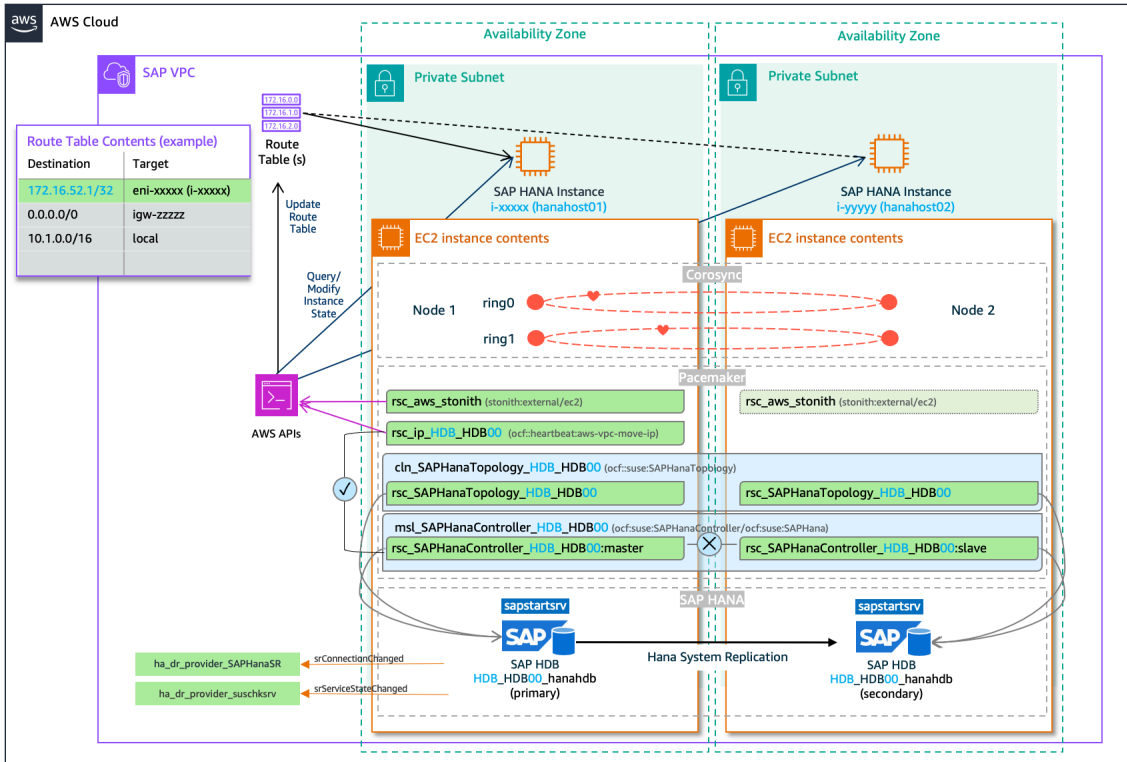 aws
AWS Cloud
Availability Zone
Availability Zone
SAP VPC
Private Subnet
Private Subnet
172.16.0.0
172.16.1.0
172.16.2.0
Route
Table (s)
Route Table Contents (example)
Destination Target
172.16.52.1/32 eni-xxxxx (i-xxxxx)
0.0.0.0/0 igw-zzzzz
10.1.0.0/16 local
SAP HANA Instance
i-xxxxx (hanahost01)
SAP HANA Instance
i-yyyyy (hanahost02)
Update
Route
Table
Query/
Modify
Instance
State
EC2 instance contents
EC2 instance contents
Corosync
Node 1
ring0
ring1
Node 2
Pacemaker
AWS APIs
rsc_aws_stonith (stonith:external/ec2)
rsc_aws_stonith (stonith:external/ec2)
rsc_ip_HDB_HDB00 (ocf::heartbeat:aws-vpc-move-ip)
cln_SAPHanaTopology_HDB_HDB00 (ocf::suse:SAPHanaTopology)
rsc_SAPHanaTopology_HDB_HDB00
rsc_SAPHanaTopology_HDB_HDB00
msl_SAPHanaController_HDB_HDB00 (ocf:suse:SAPHanaController/ocf:suse:SAPHana)
rsc_SAPHanaController_HDB_HDB00:master
rsc_SAPHanaController_HDB_HDB00:slave
SAP HANA
sapstartsrv
sapstartsrv
SAP
SAP
Hana System Replication
SAP HDB
HDB_HDB00_hanahdb
(primary)
SAP HDB
HDB_HDB00_hanahdb
(secondary)
ha_dr_provider_SAPHanaSR
srConnectionChanged
ha_dr_provider_suschksrv
srServiceStateChanged